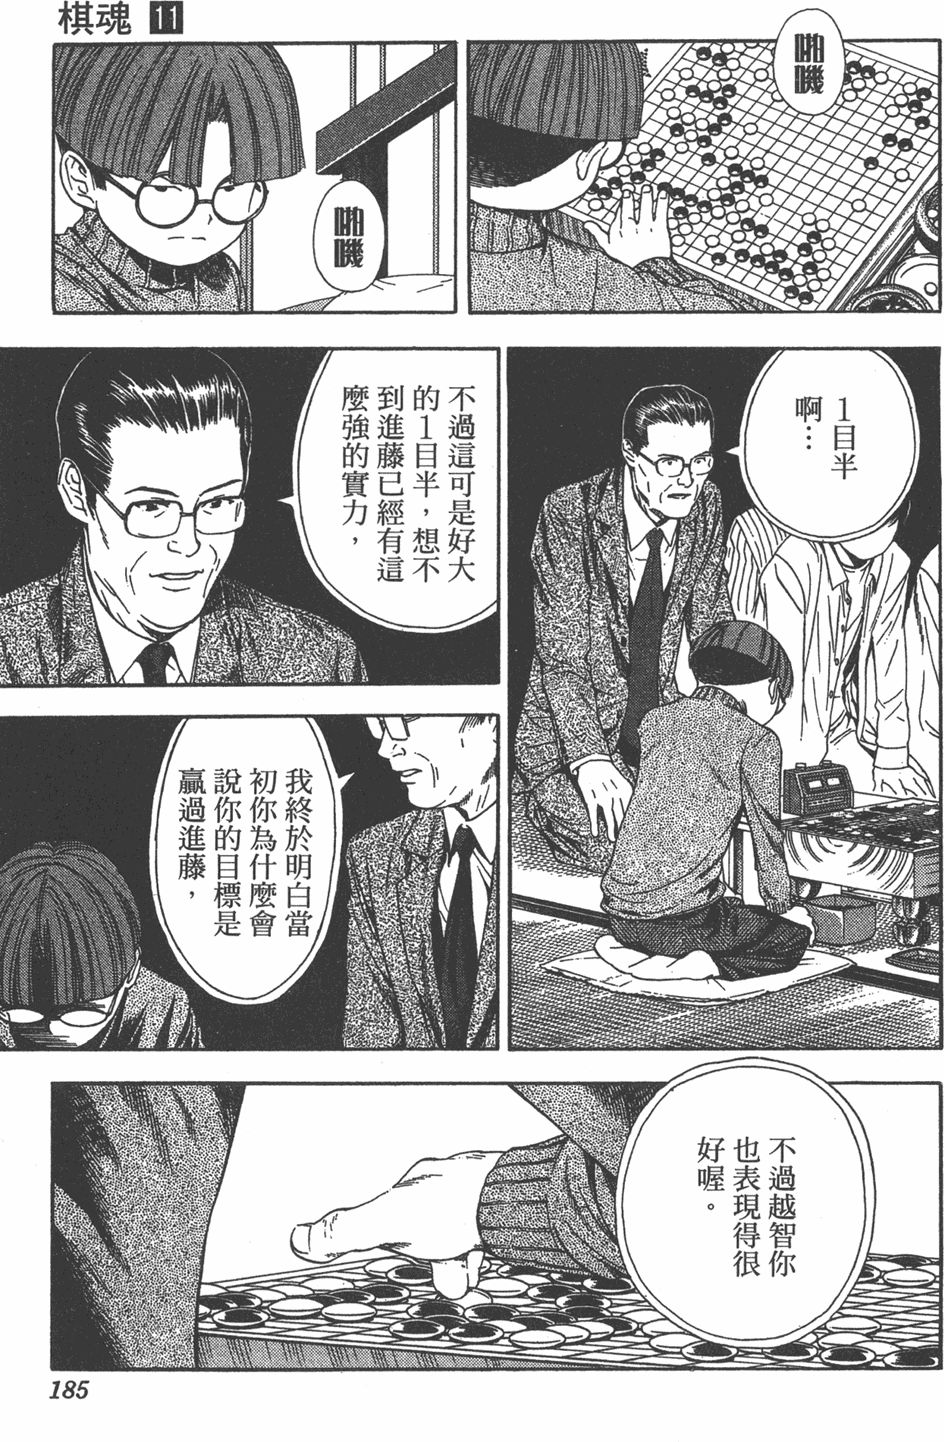 棋魂 11
啪嘰
啪嘰
1目半
啊…
不過這可是好大
的1目半，想不
到進藤已經有這
麼強的實力，
我終於明白當
初你為什麼會
說你的目標是
贏過進藤，
不過越智你
也表現得很
好喔。
185